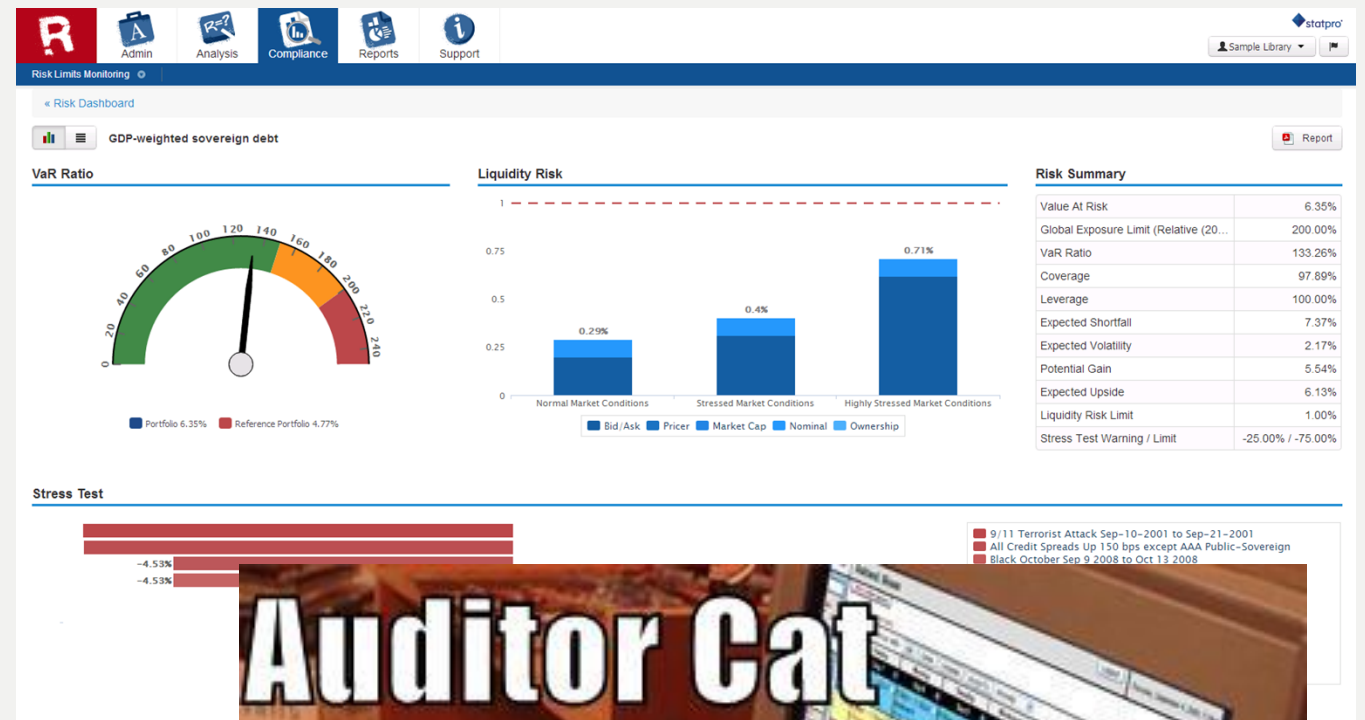 statpro
Admin
Analysis
Compliance
Reports
Support
Sample Library
Risk Limits Monitoring
« Risk Dashboard
GDP-weighted sovereign debt
Report
VaR Ratio
0
20
40
60
80
100
120
140
160
180
200
220
240
Portfolio 6.35%
Reference Portfolio 4.77%
Liquidity Risk
1
0.75
0.5
0.25
0
0.29%
0.4%
0.71%
Normal Market Conditions
Stressed Market Conditions
Highly Stressed Market Conditions
Bid/Ask Pricer Market Cap Nominal Ownership
Risk Summary
Value At Risk 6.35%
Global Exposure Limit (Relative (20... 200.00%
VaR Ratio 133.26%
Coverage 97.89%
Leverage 100.00%
Expected Shortfall 7.37%
Expected Volatility 2.17%
Potential Gain 5.54%
Expected Upside 6.13%
Liquidity Risk Limit 1.00%
Stress Test Warning / Limit -25.00% / -75.00%
Stress Test
-4.53%
-4.53%
9/11 Terrorist Attack Sep-10-2001 to Sep-21-2001
All Credit Spreads Up 150 bps except AAA Public-Sovereign
Black October Sep 9 2008 to Oct 13 2008
Auditor Cat